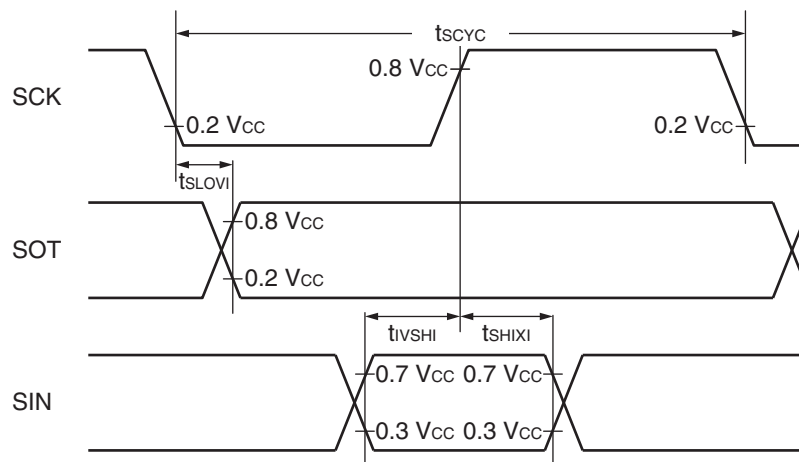 tSCYC
SCK
0.8 VCC
0.2 VCC
0.2 VCC
tSLOVI
SOT
0.8 VCC
0.2 VCC
tIVSHI
tSHIXI
SIN
0.7 VCC
0.7 VCC
0.3 VCC
0.3 VCC